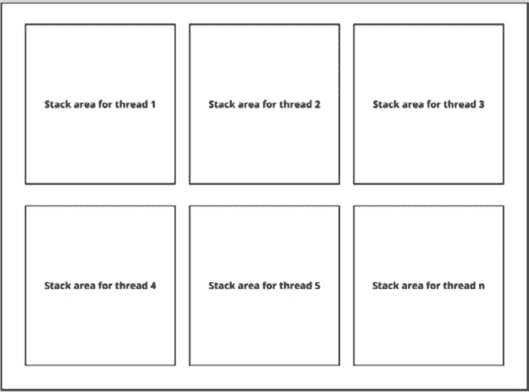 Stack area for thread 1
Stack area for thread 2
Stack area for thread 3
Stack area for thread 4
Stack area for thread 5
Stack area for thread n